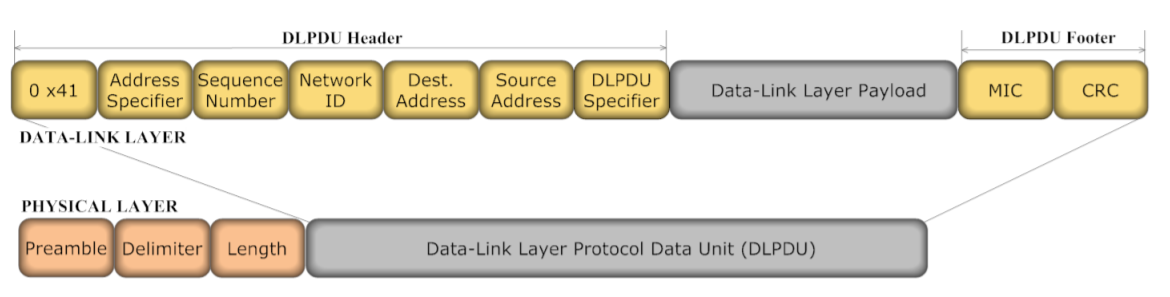 DLPDU Header
DLPDU Footer
0 x41
Address
Specifier
Sequence
Number
Network
ID
Dest.
Address
Source
Address
DLPDU
Specifier
Data-Link Layer Payload
MIC
CRC
DATA-LINK LAYER
PHYSICAL LAYER
Preamble
Delimiter
Length
Data-Link Layer Protocol Data Unit (DLPDU)